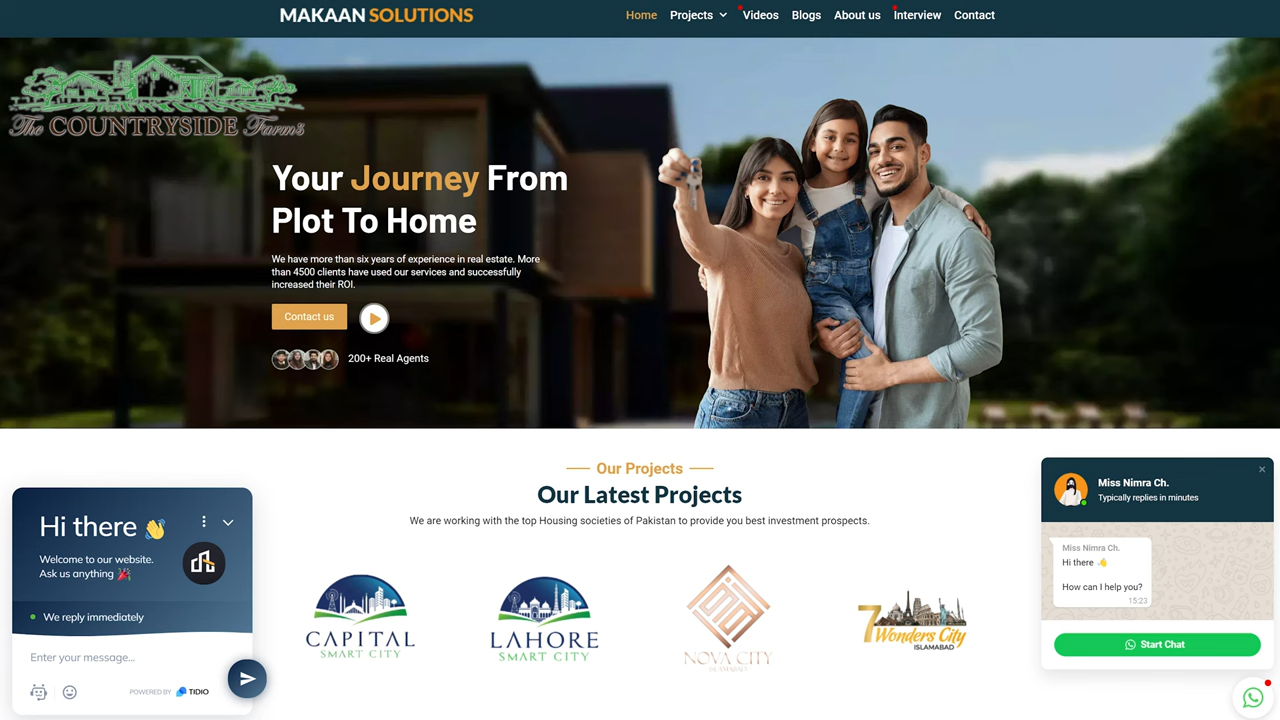 MAKAAN SOLUTIONS
Home Projects Videos Blogs About us Interview Contact
The COUNTRYSIDE Farm's
Your Journey From
Plot To Home
We have more than six years of experience in real estate. More
than 4500 clients have used our services and successfully
increased their ROI.
Contact us
200+ Real Agents
Our Projects
Our Latest Projects
We are working with the top Housing societies of Pakistan to provide you best investment prospects.
CAPITAL
SMART CITY
LAHORE
SMART CITY
NOVA CITY
ISLAMABAD
7 Wonders City
ISLAMABAD
Hi there 👋
Welcome to our website.
Ask us anything 🎉
We reply immediately
Enter your message...
POWERED BY TIDIO
Miss Nimra Ch.
Typically replies in minutes
Miss Nimra Ch.
Hi there 👋
How can I help you?
15:23
Start Chat